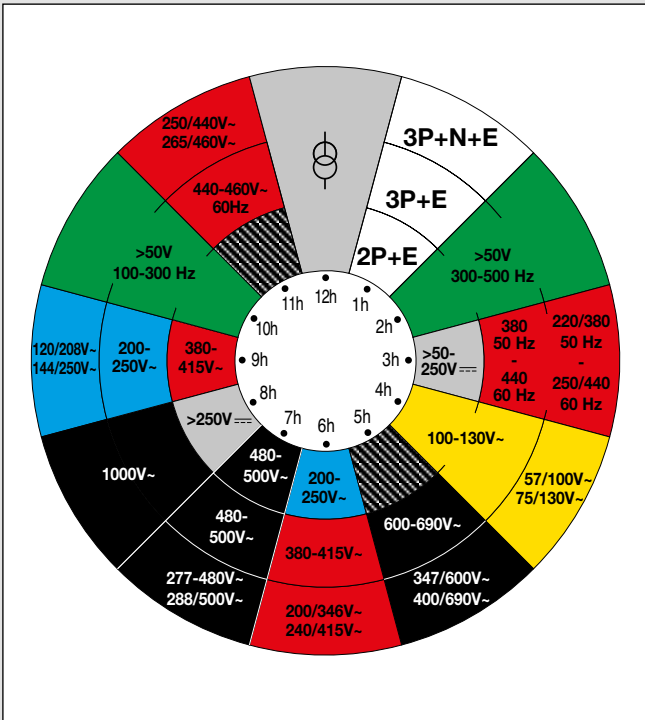 3P+N+E
3P+E
2P+E
>50V
300-500 Hz
220/380
50 Hz
-
250/440
60 Hz
380
50 Hz
-
440
60 Hz
>50-
250V⎓
57/100V~
75/130V~
100-130V~
347/600V~
400/690V~
600-690V~
200-
250V~
380-415V~
200/346V~
240/415V~
480-
500V~
480-
500V~
277-480V~
288/500V~
>250V⎓
1000V~
380-
415V~
200-
250V~
120/208V~
144/250V~
>50V
100-300 Hz
250/440V~
265/460V~
440-460V~
60Hz
12h
1h
2h
3h
4h
5h
6h
7h
8h
9h
10h
11h